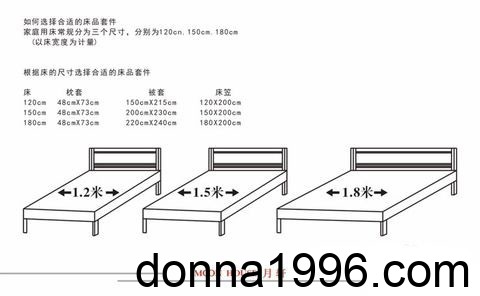 如何选择合适的床品套件
家庭用床常规分为三个尺寸，分别为120cn.150cm.180cm
(以床宽度为计量)
根据床的尺寸选择合适的床品套件
床 枕套 被套 床笠
120cm 48cmX73cm 150cmX215cm 120X200cm
150cm 48cmX73cm 200cmX230cm 150X200cm
180cm 48cmX73cm 220cmX240cm 180X200cm
1.2米 1.5米 1.8米
MOON HOUSE 月
donna1996.com